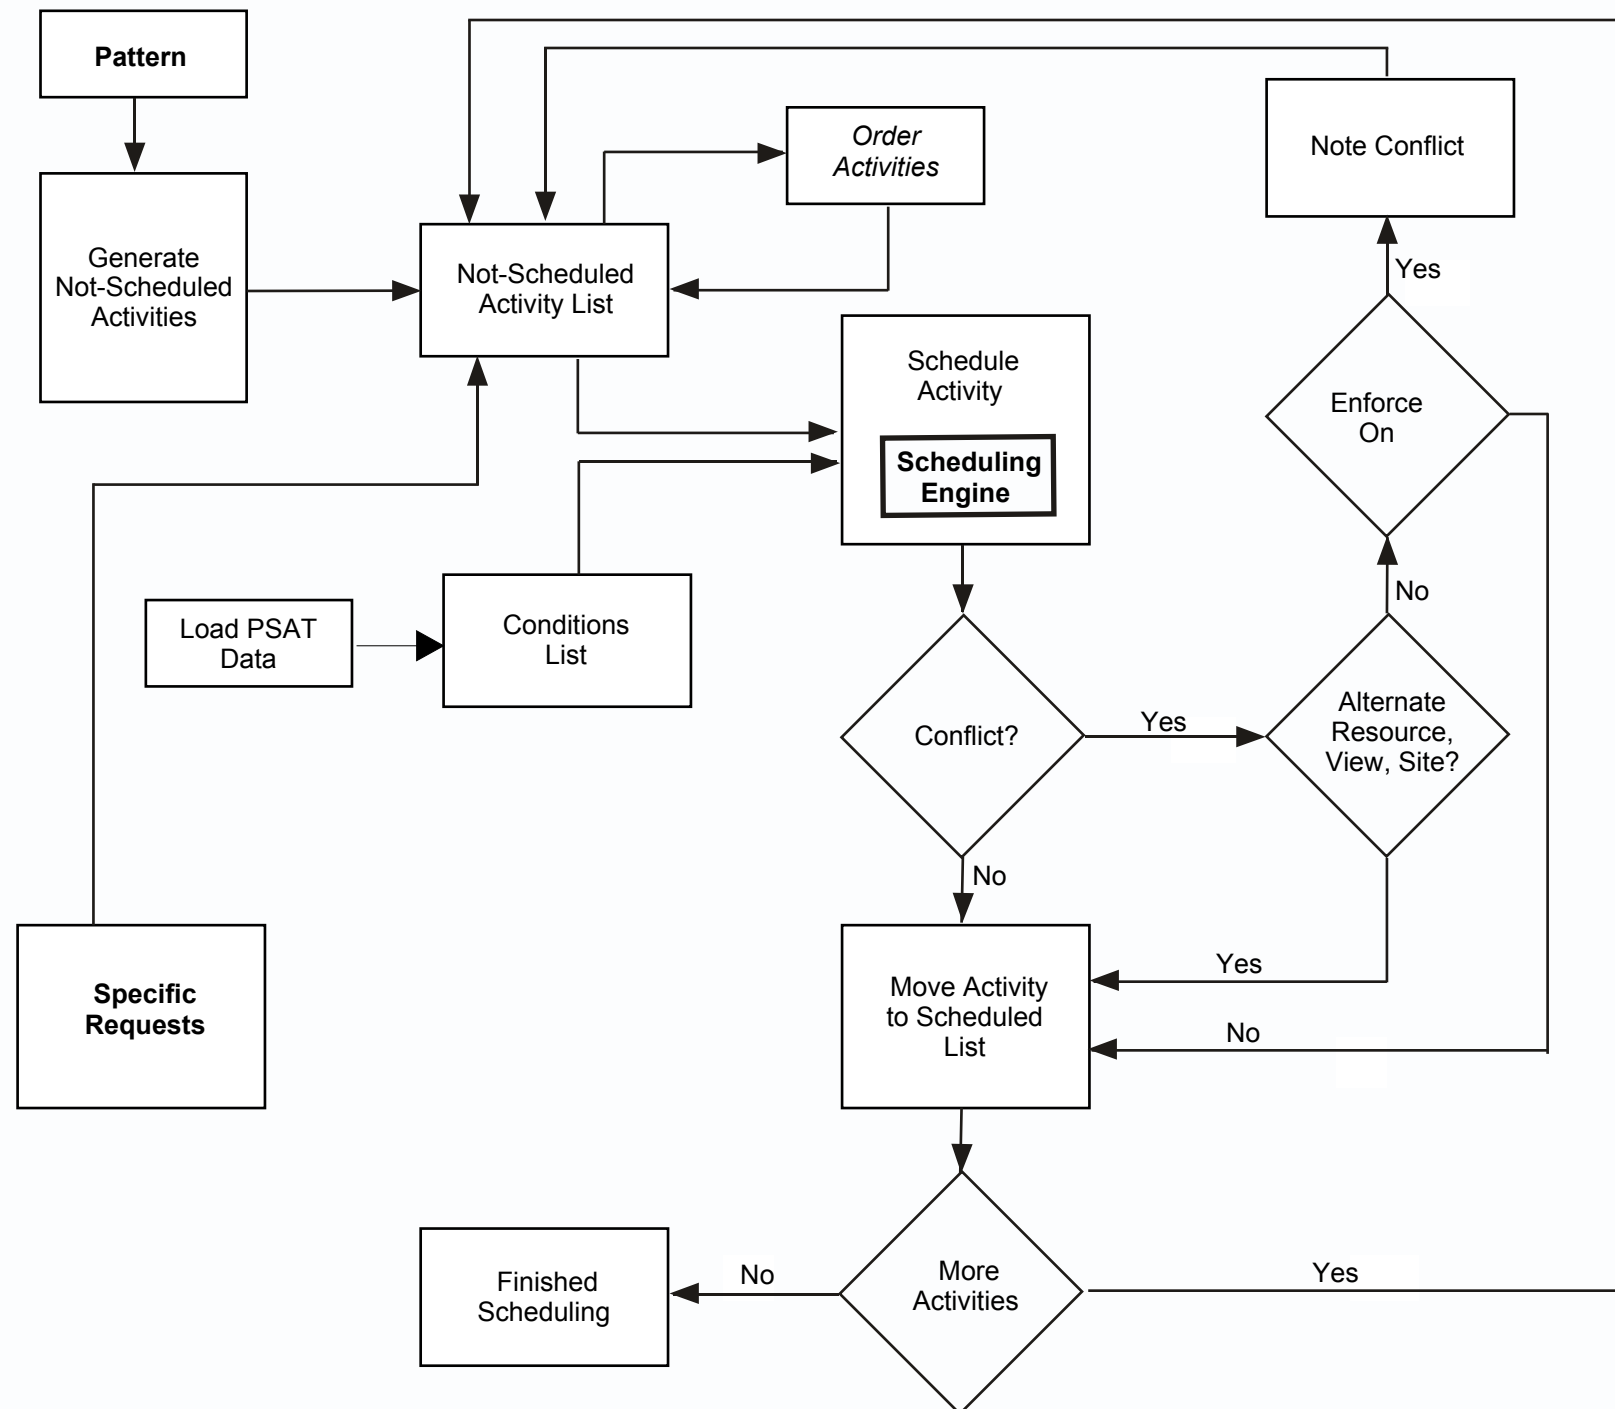 Pattern
Generate
Not-Scheduled
Activities
Not-Scheduled
Activity List
Order
Activities
Note Conflict
Yes
Enforce
On
No
Schedule
Activity
Scheduling
Engine
Load PSAT
Data
Conditions
List
Conflict?
Yes
Alternate
Resource,
View, Site?
No
Specific
Requests
Move Activity
to Scheduled
List
Yes
No
More
Activities
No
Yes
Finished
Scheduling